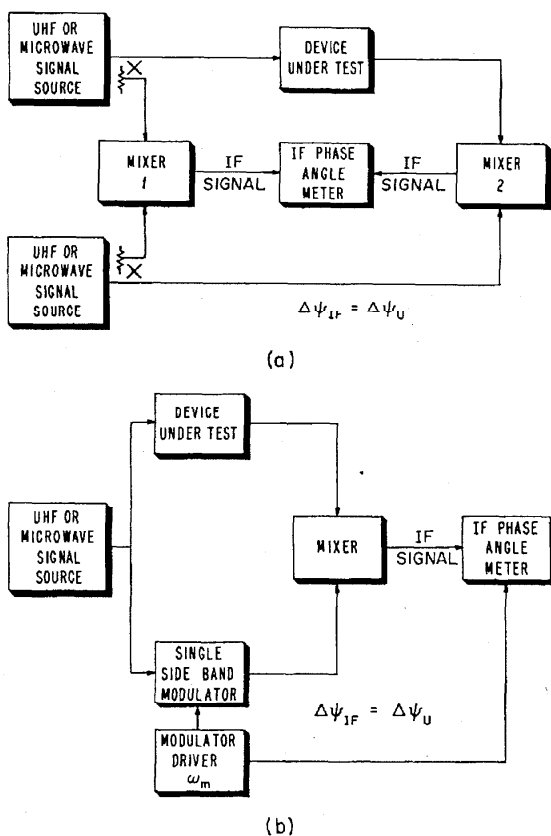 UHF OR
MICROWAVE
SIGNAL
SOURCE
DEVICE
UNDER TEST
MIXER
1
IF
SIGNAL
IF PHASE
ANGLE
METER
IF
SIGNAL
MIXER
2
UHF OR
MICROWAVE
SIGNAL
SOURCE
Δψ_IF = Δψ_U
(a)
DEVICE
UNDER TEST
UHF OR
MICROWAVE
SIGNAL
SOURCE
MIXER
IF
SIGNAL
IF PHASE
ANGLE
METER
SINGLE
SIDE BAND
MODULATOR
Δψ_IF = Δψ_U
MODULATOR
DRIVER
ω_m
(b)